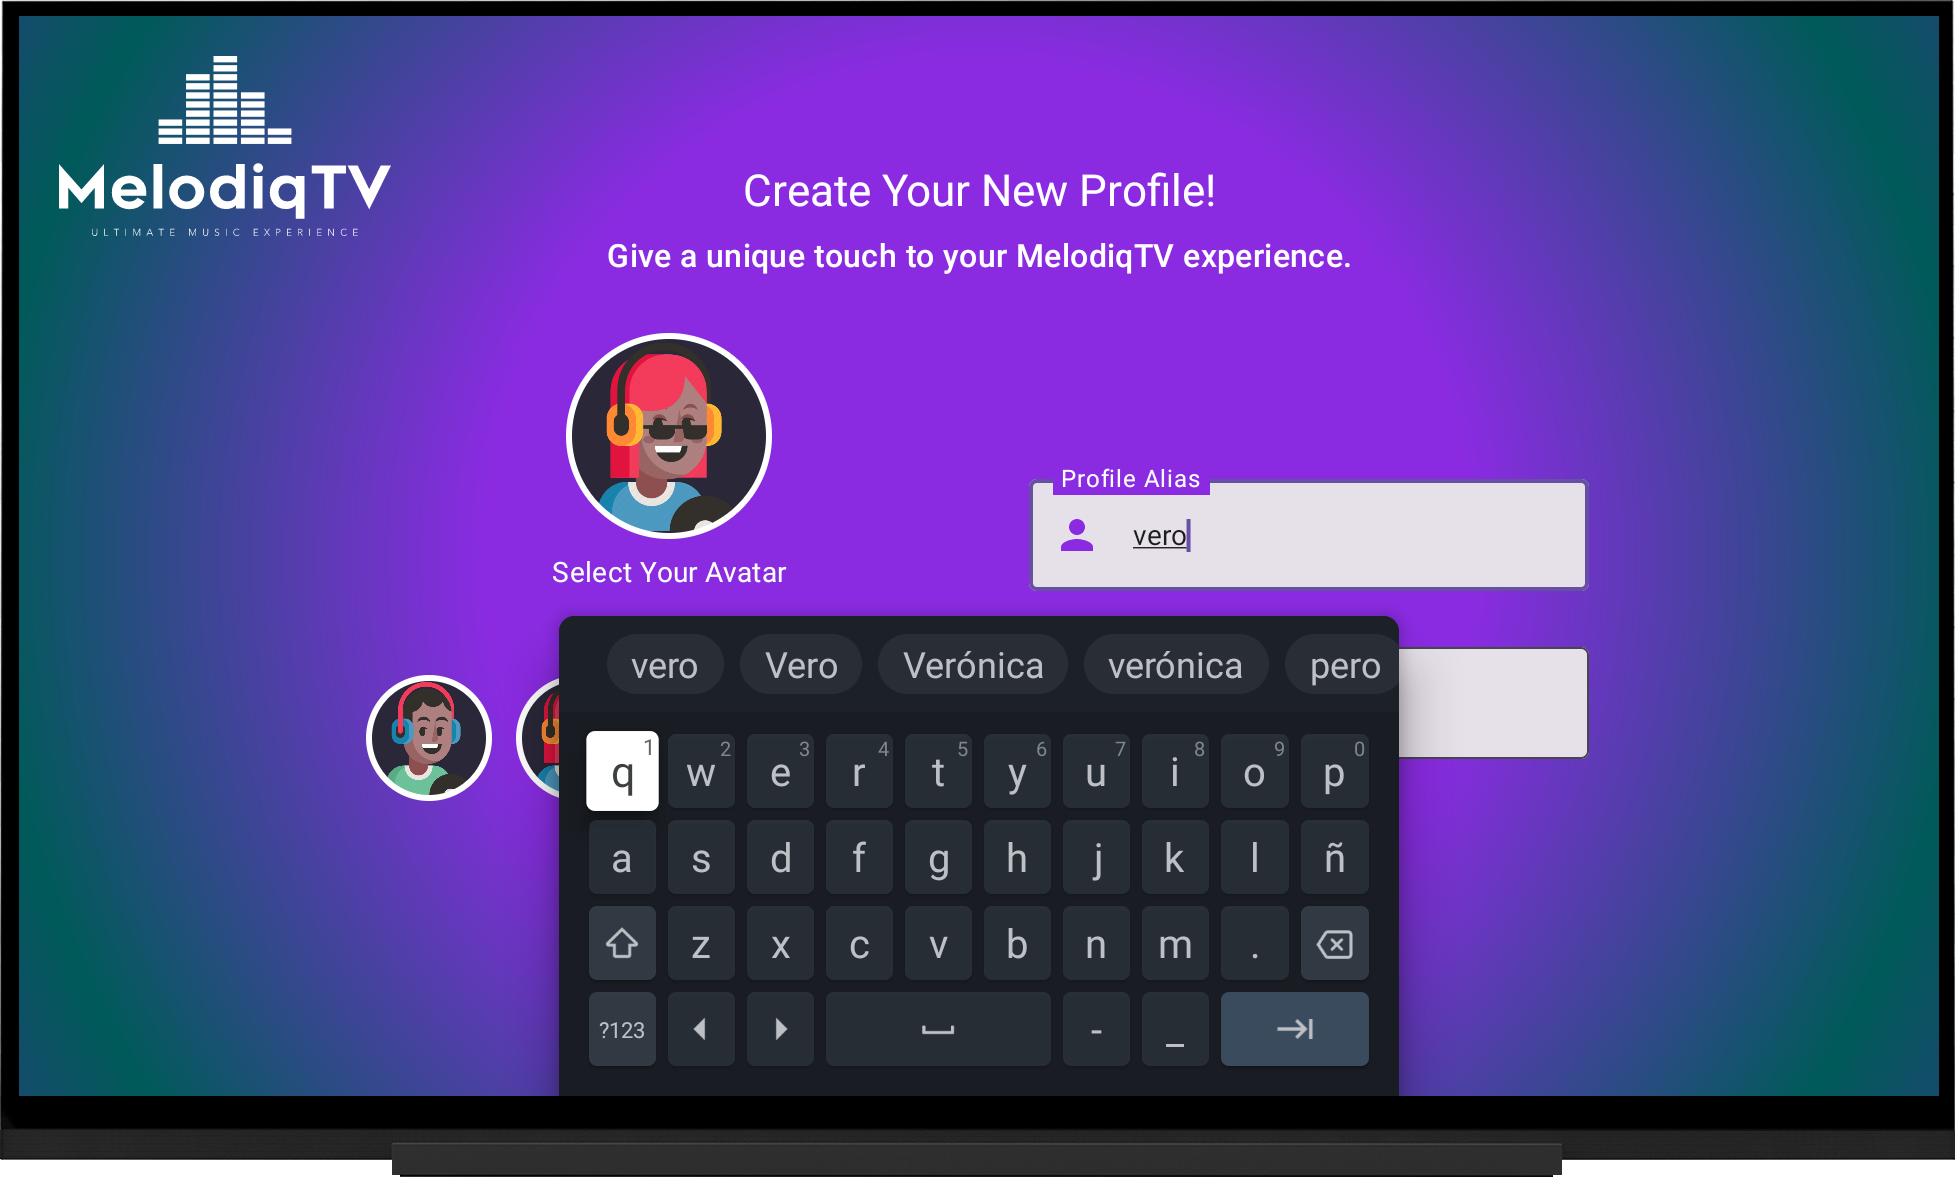 MelodiqTV
ULTIMATE MUSIC EXPERIENCE
Create Your New Profile!
Give a unique touch to your MelodiqTV experience.
Select Your Avatar
Profile Alias
vero
vero Vero Verónica verónica pero
q 1 w 2 e 3 r 4 t 5 y 6 u 7 i 8 o 9 p 0
a s d f g h j k l ñ
z x c v b n m .
?123 - _